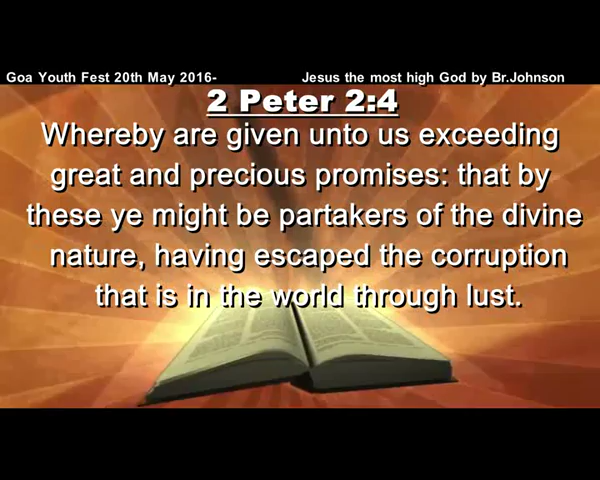 Goa Youth Fest 20th May 2016- Jesus the most high God by Br.Johnson
2 Peter 2:4
Whereby are given unto us exceeding
great and precious promises: that by
these ye might be partakers of the divine
nature, having escaped the corruption
that is in the world through lust.